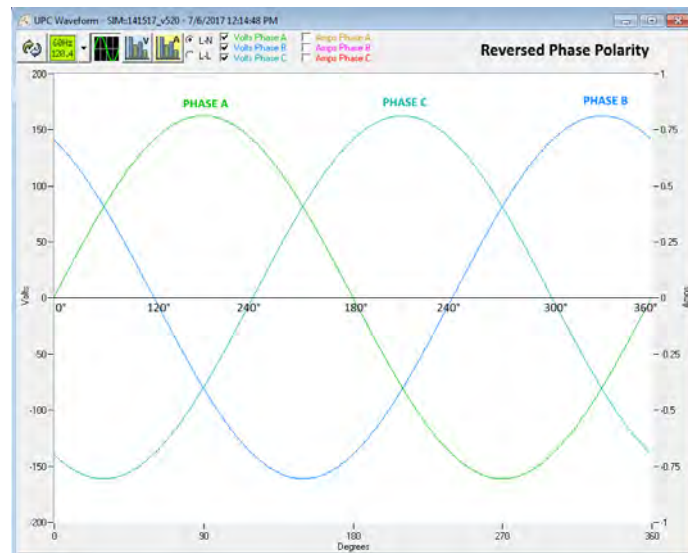 UPC Waveform - SIM:141517_v520 - 7/6/2017 12:14:48 PM
60Hz
120.4
V
A
L-N
L-L
Volts Phase A
Volts Phase B
Volts Phase C
Amps Phase A
Amps Phase B
Amps Phase C
Reversed Phase Polarity
200
1
PHASE A
PHASE C
PHASE B
150
0.75
100
0.5
50
0.25
0
0
0° 120° 240° 180° 240° 300° 360°
Volts
Amps
-50
-0.25
-100
-0.5
-150
-0.75
-200
-1
0 90 180 270 360
Degrees